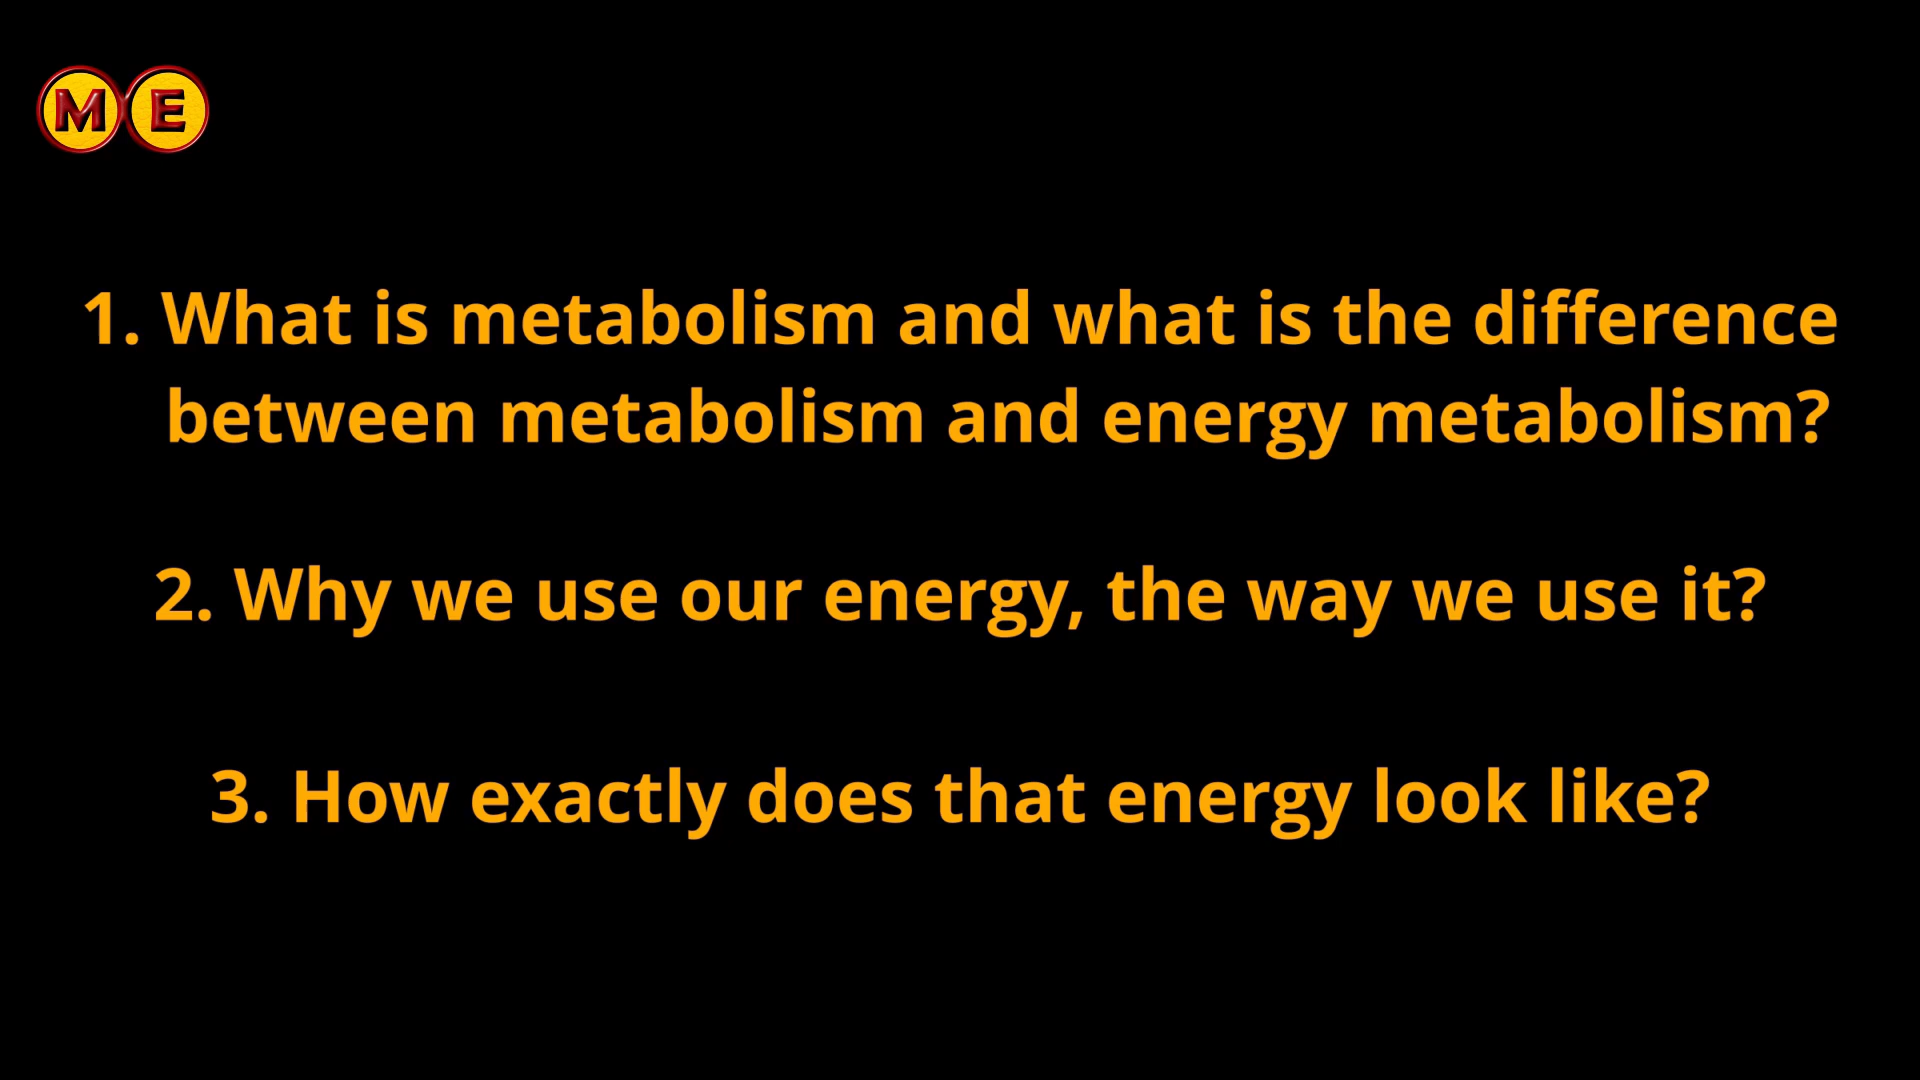 ME
1. What is metabolism and what is the difference
between metabolism and energy metabolism?
2. Why we use our energy, the way we use it?
3. How exactly does that energy look like?